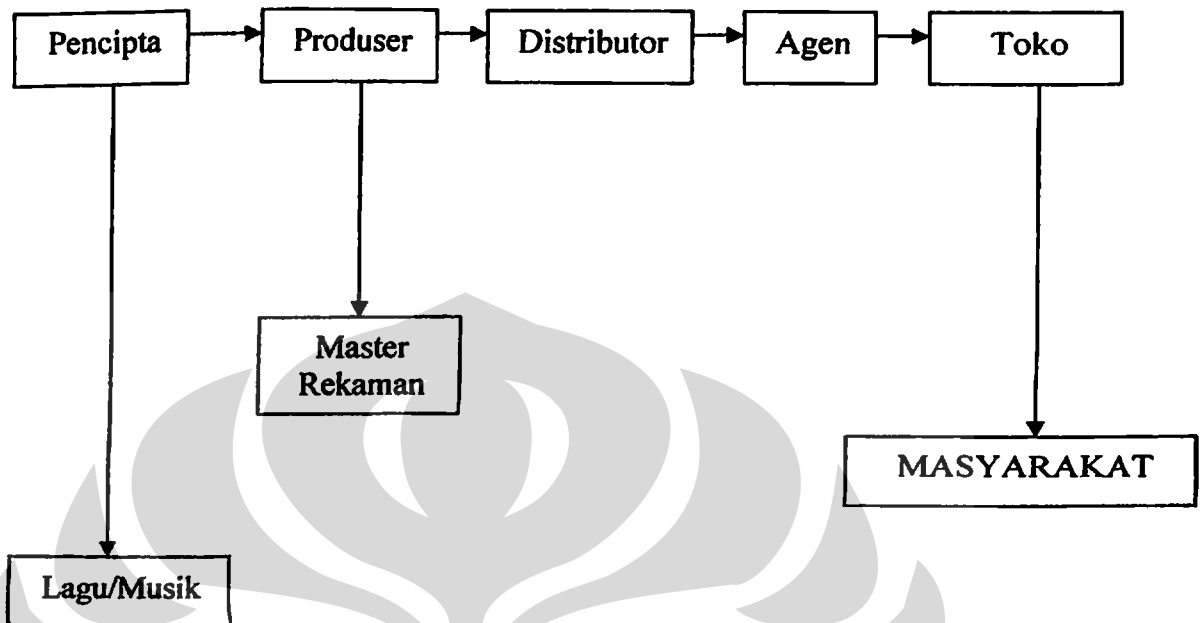 Pencipta
Produser
Distributor
Agen
Toko
Master
Rekaman
MASYARAKAT
Lagu/Musik